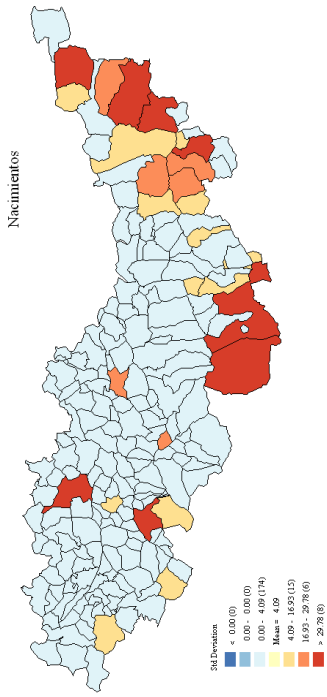 Nacimientos
Std Deviation
< 0.00 (0)
0.00 - 0.00 (0)
0.00 - 4.09 (174)
Mean = 4.09
4.09 - 16.93 (15)
16.93 - 29.78 (6)
> 29.78 (8)